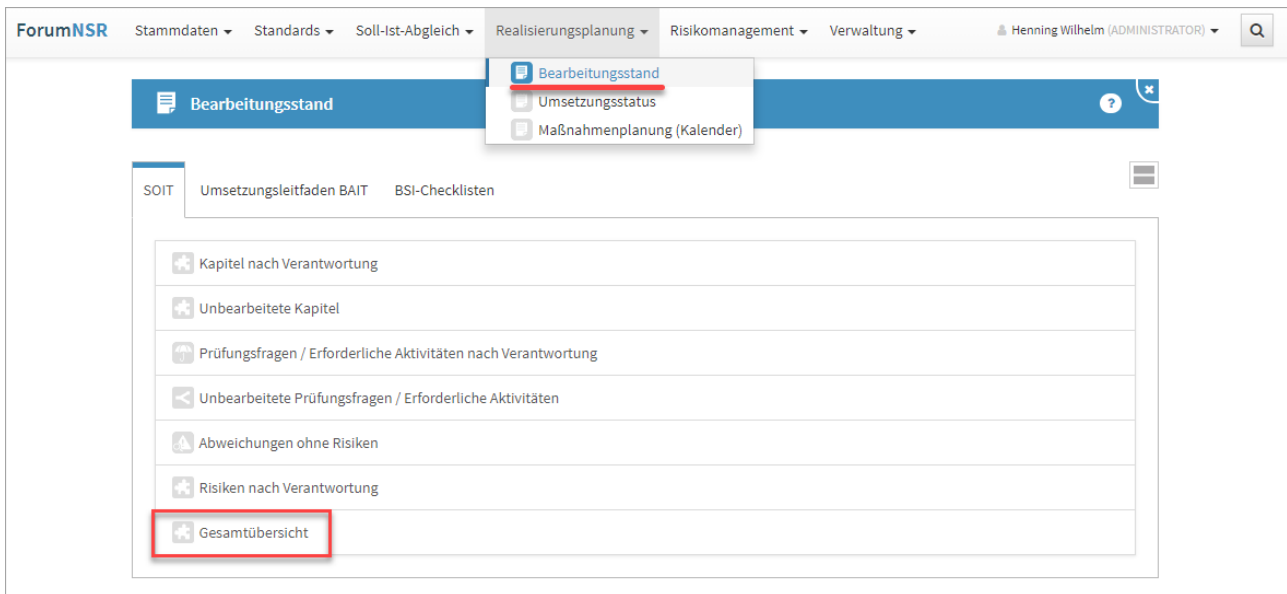 ForumNSR Stammdaten Standards Soll-Ist-Abgleich Realisierungsplanung Risikomanagement Verwaltung Henning Wilhelm (ADMINISTRATOR)
Bearbeitungsstand
Umsetzungsstatus
Maßnahmenplanung (Kalender)
Bearbeitungsstand ?
SOIT Umsetzungsleitfaden BAIT BSI-Checklisten
Kapitel nach Verantwortung
Unbearbeitete Kapitel
Prüfungsfragen / Erforderliche Aktivitäten nach Verantwortung
Unbearbeitete Prüfungsfragen / Erforderliche Aktivitäten
Abweichungen ohne Risiken
Risiken nach Verantwortung
Gesamtübersicht